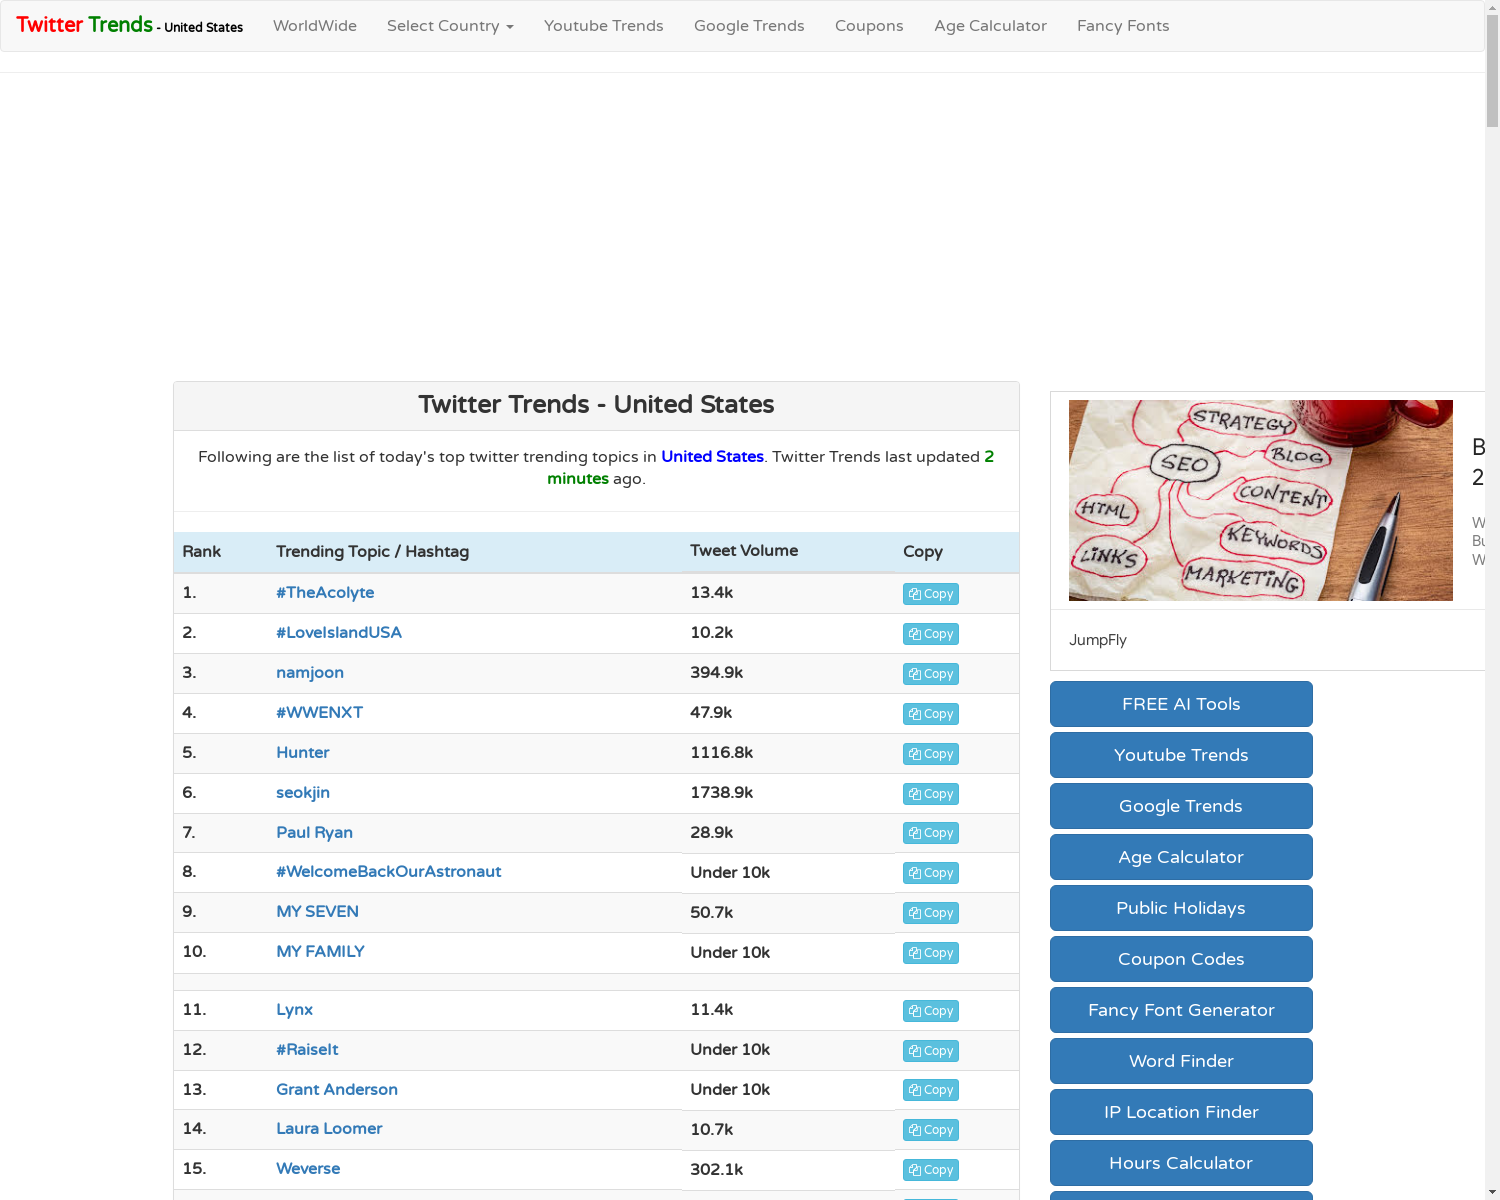 Twitter Trends - United States
WorldWide
Select Country
Youtube Trends
Google Trends
Coupons
Age Calculator
Fancy Fonts
Twitter Trends - United States
Following are the list of today's top twitter trending topics in United States. Twitter Trends last updated 2
minutes ago.
Rank Trending Topic / Hashtag Tweet Volume Copy
1. #TheAcolyte 13.4k Copy
2. #LoveIslandUSA 10.2k Copy
3. namjoon 394.9k Copy
4. #WWENXT 47.9k Copy
5. Hunter 1116.8k Copy
6. seokjin 1738.9k Copy
7. Paul Ryan 28.9k Copy
8. #WelcomeBackOurAstronaut Under 10k Copy
9. MY SEVEN 50.7k Copy
10. MY FAMILY Under 10k Copy
11. Lynx 11.4k Copy
12. #RaiseIt Under 10k Copy
13. Grant Anderson Under 10k Copy
14. Laura Loomer 10.7k Copy
15. Weverse 302.1k Copy
STRATEGY
SEO
BLOG
HTML
CONTENT
KEYWORDS
LINKS
MARKETING
B
2
W
Bu
W
JumpFly
FREE AI Tools
Youtube Trends
Google Trends
Age Calculator
Public Holidays
Coupon Codes
Fancy Font Generator
Word Finder
IP Location Finder
Hours Calculator